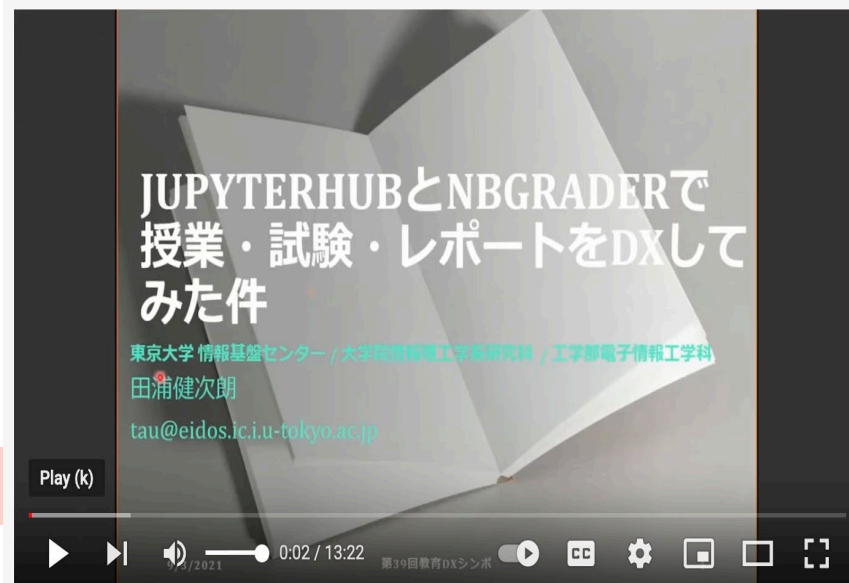 JUPYTERHUBとNBGRADERで
授業・試験・レポートをDXして
みた件
東京大学 情報基盤センター / 大学院情報理工学系研究科 / 工学部電子情報工学科
田浦健次朗
tau@eidos.ic.i.u-tokyo.ac.jp
Play (k)
0:02 / 13:22
CC
9/3/2021
第39回教育DXシンポ